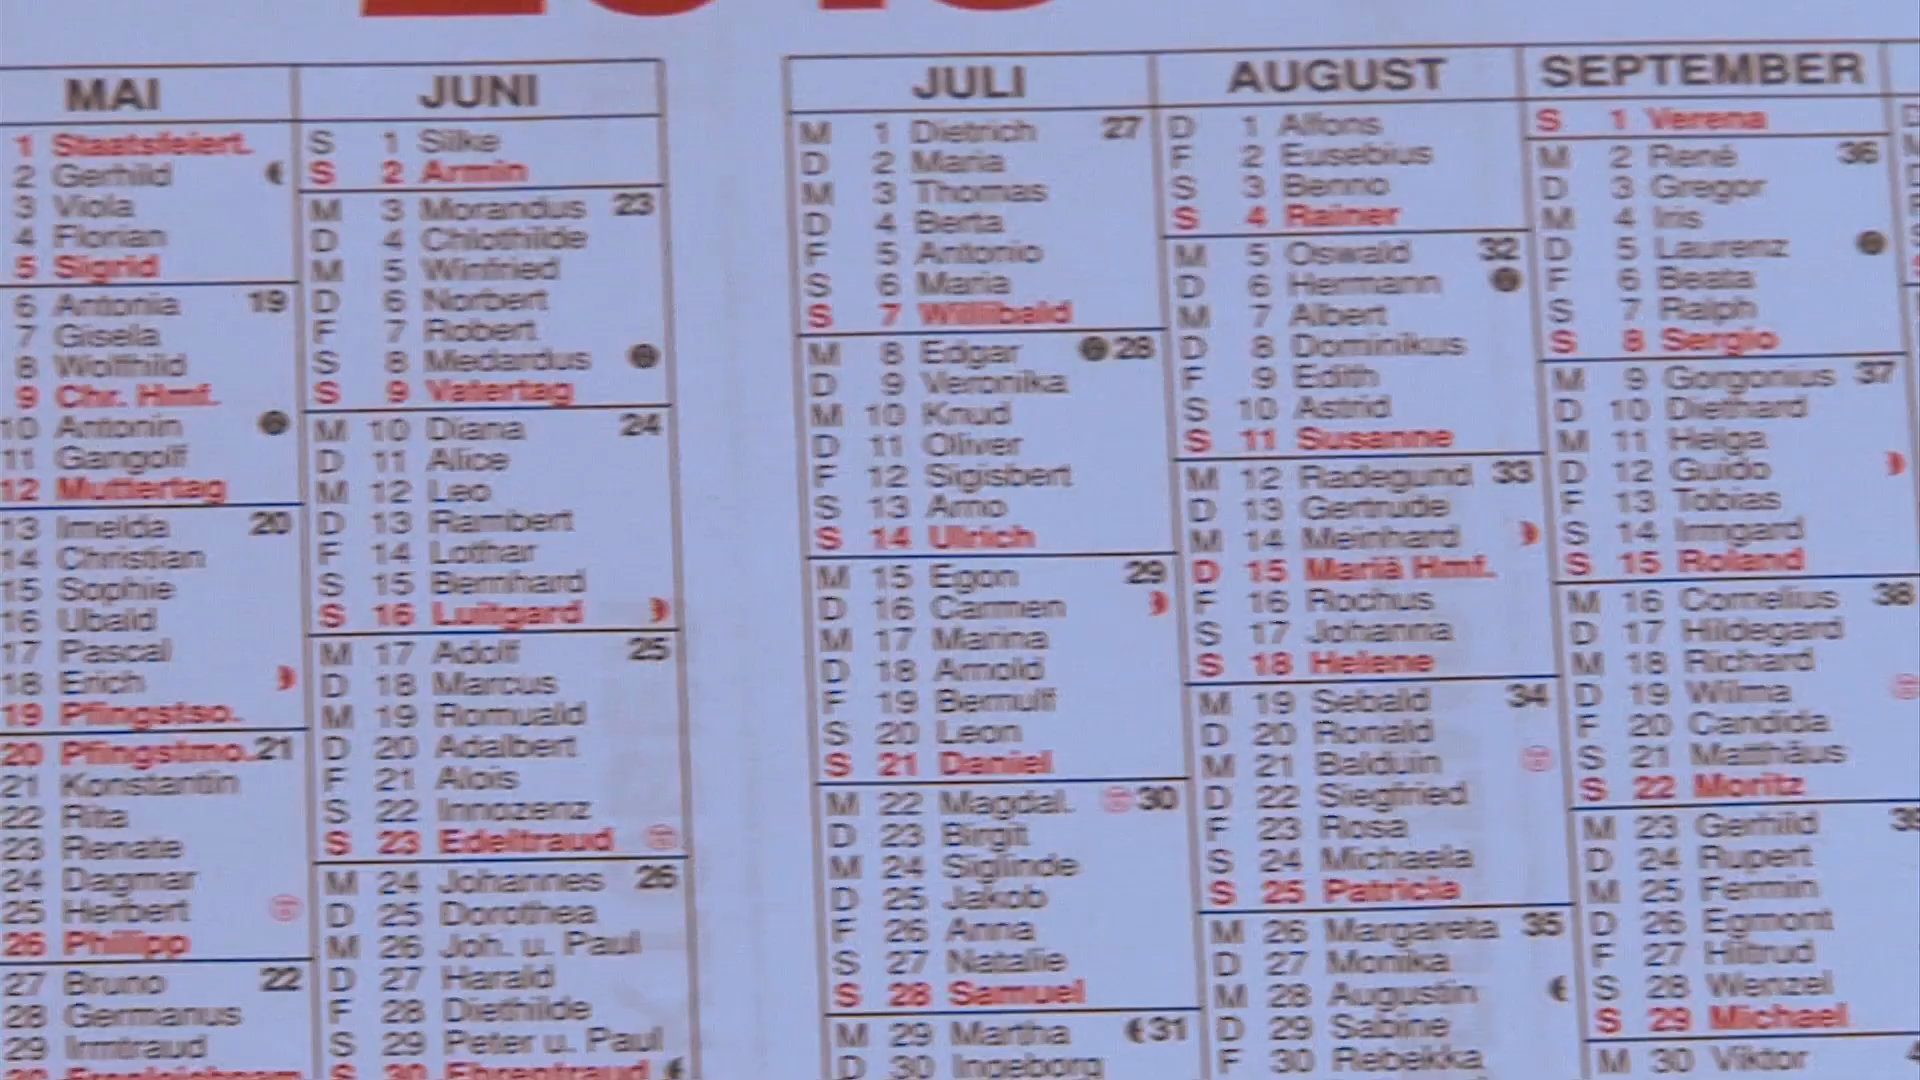 MAI
1 Staatsfeiert.
2 Gerhild
3 Viola
4 Florian
5 Sigrid
6 Antonia 19
7 Gisela
8 Wolfhild
9 Chr. Hmf.
10 Antonin
11 Gangolf
12 Muttertag
13 Imelda 20
14 Christian
15 Sophie
16 Ubald
17 Pascal
18 Erich
19 Pfingstso.
20 Pfingstmo. 21
21 Konstantin
22 Rita
23 Renate
24 Dagmar
25 Herbert
26 Philipp
27 Bruno 22
28 Germanus
29 Irmtraud
JUNI
S 1 Silke
S 2 Armin
M 3 Morandus 23
D 4 Chlothilde
M 5 Winfried
D 6 Norbert
F 7 Robert
S 8 Medardus
S 9 Vatertag
M 10 Diana 24
D 11 Alice
M 12 Leo
D 13 Rambert
F 14 Lothar
S 15 Bernhard
S 16 Luitgard
M 17 Adolf 25
D 18 Marcus
M 19 Romuald
D 20 Adalbert
F 21 Alois
S 22 Innozenz
S 23 Edeltraud
M 24 Johannes 26
D 25 Dorothea
M 26 Joh. u. Paul
D 27 Harald
F 28 Diethilde
S 29 Peter u. Paul
S 30 Ehrentraud
JULI
M 1 Dietrich 27
D 2 Maria
M 3 Thomas
D 4 Berta
F 5 Antonio
S 6 Maria
S 7 Willibald
M 8 Edgar 28
D 9 Veronika
M 10 Knud
D 11 Oliver
F 12 Sigisbert
S 13 Arno
S 14 Ulrich
M 15 Egon 29
D 16 Carmen
M 17 Marina
D 18 Arnold
F 19 Bernulf
S 20 Leon
S 21 Daniel
M 22 Magdal. 30
D 23 Birgit
M 24 Siglinde
D 25 Jakob
F 26 Anna
S 27 Natalie
S 28 Samuel
M 29 Martha 31
D 30 Ingeborg
AUGUST
D 1 Alfons
F 2 Eusebius
S 3 Benno
S 4 Rainer
M 5 Oswald 32
D 6 Hermann
M 7 Albert
D 8 Dominikus
F 9 Edith
S 10 Astrid
S 11 Susanne
M 12 Radegund 33
D 13 Gertrude
M 14 Meinhard
D 15 Mariä Hmf.
F 16 Rochus
S 17 Johanna
S 18 Helene
M 19 Sebald 34
D 20 Ronald
M 21 Balduin
D 22 Siegfried
F 23 Rosa
S 24 Michaela
S 25 Patricia
M 26 Margareta 35
D 27 Monika
M 28 Augustin
D 29 Sabine
F 30 Rebekka
SEPTEMBER
S 1 Verena
M 2 René 36
D 3 Gregor
M 4 Iris
D 5 Laurenz
F 6 Beata
S 7 Ralph
S 8 Sergio
M 9 Gorgonius 37
D 10 Diethard
M 11 Helga
D 12 Guido
F 13 Tobias
S 14 Irmgard
S 15 Roland
M 16 Cornelius 38
D 17 Hildegard
M 18 Richard
D 19 Wilma
F 20 Candida
S 21 Matthäus
S 22 Moritz
M 23 Gerhild
D 24 Rupert
M 25 Fermin
D 26 Egmont
F 27 Hiltrud
S 28 Wenzel
S 29 Michael
M 30 Viktor